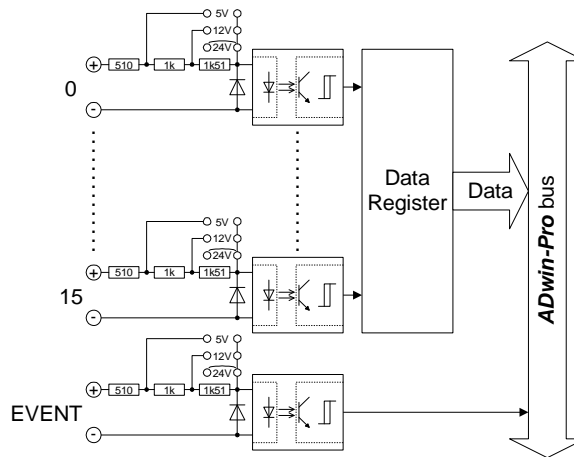 5V
12V
24V
+ 510 1k 1k51
0
-
5V
12V
24V
+ 510 1k 1k51
15
-
Data
Register
Data
ADwin-Pro bus
5V
12V
24V
+ 510 1k 1k51
EVENT
-